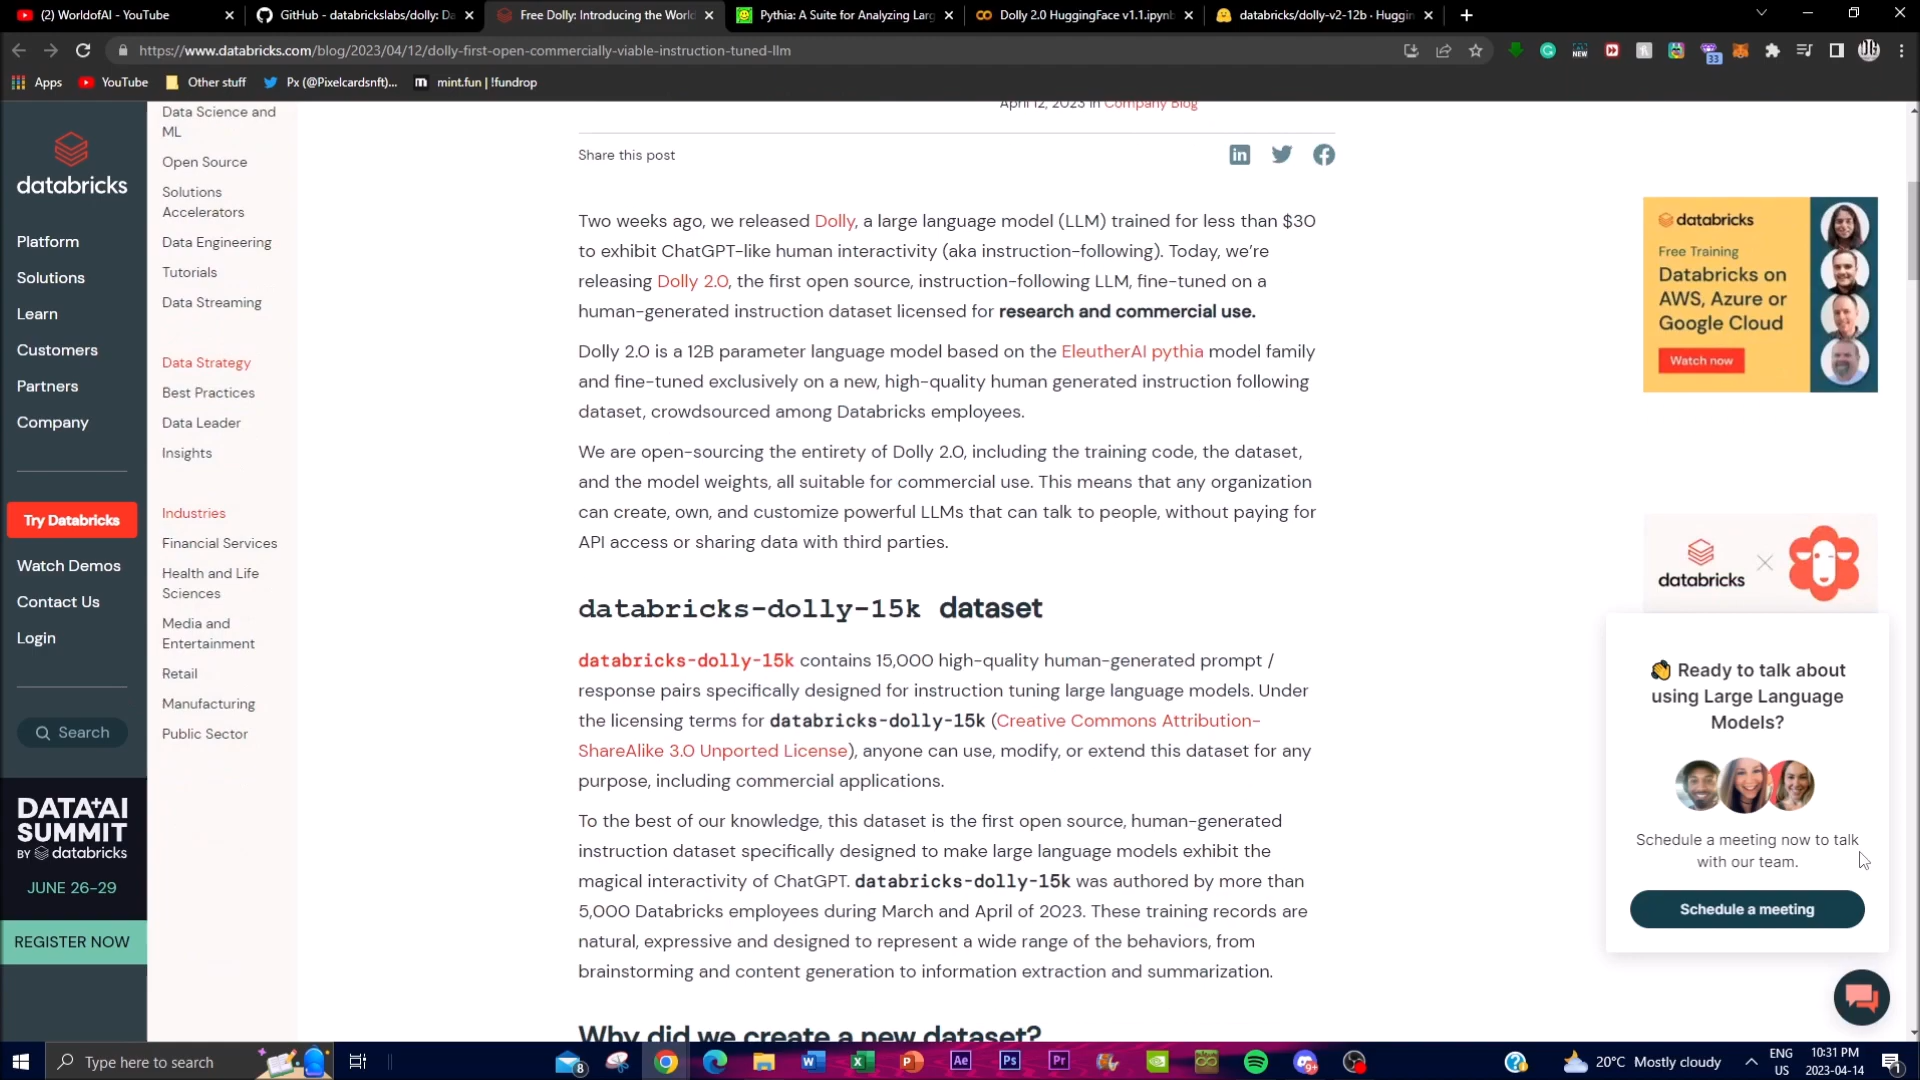 (2) WorldofAI - YouTube
GitHub - databrickslabs/dolly: Da
Free Dolly: Introducing the World
Pythia: A Suite for Analyzing Larg
Dolly 2.0 HuggingFace v1.1.ipynb
databricks/dolly-v2-12b · Huggin
https://www.databricks.com/blog/2023/04/12/dolly-first-open-commercially-viable-instruction-tuned-llm
Apps
YouTube
Other stuff
Px (@Pixelcardsnft)...
mint.fun | !fundrop
databricks
Platform
Solutions
Learn
Customers
Partners
Company
Try Databricks
Watch Demos
Contact Us
Login
Search
DATA+AI
SUMMIT
BY databricks
JUNE 26-29
REGISTER NOW
Data Science and
ML
Open Source
Solutions
Accelerators
Data Engineering
Tutorials
Data Streaming
Data Strategy
Best Practices
Data Leader
Insights
Industries
Financial Services
Health and Life
Sciences
Media and
Entertainment
Retail
Manufacturing
Public Sector
April 12, 2023 in Company Blog
Share this post
Two weeks ago, we released Dolly, a large language model (LLM) trained for less than $30
to exhibit ChatGPT-like human interactivity (aka instruction-following). Today, we're
releasing Dolly 2.0, the first open source, instruction-following LLM, fine-tuned on a
human-generated instruction dataset licensed for research and commercial use.
Dolly 2.0 is a 12B parameter language model based on the EleutherAI pythia model family
and fine-tuned exclusively on a new, high-quality human generated instruction following
dataset, crowdsourced among Databricks employees.
We are open-sourcing the entirety of Dolly 2.0, including the training code, the dataset,
and the model weights, all suitable for commercial use. This means that any organization
can create, own, and customize powerful LLMs that can talk to people, without paying for
API access or sharing data with third parties.
databricks-dolly-15k dataset
databricks-dolly-15k contains 15,000 high-quality human-generated prompt /
response pairs specifically designed for instruction tuning large language models. Under
the licensing terms for databricks-dolly-15k (Creative Commons Attribution-
ShareAlike 3.0 Unported License), anyone can use, modify, or extend this dataset for any
purpose, including commercial applications.
To the best of our knowledge, this dataset is the first open source, human-generated
instruction dataset specifically designed to make large language models exhibit the
magical interactivity of ChatGPT. databricks-dolly-15k was authored by more than
5,000 Databricks employees during March and April of 2023. These training records are
natural, expressive and designed to represent a wide range of the behaviors, from
brainstorming and content generation to information extraction and summarization.
Why did we create a new dataset?
databricks
Free Training
Databricks on
AWS, Azure or
Google Cloud
Watch now
databricks
Ready to talk about
using Large Language
Models?
Schedule a meeting now to talk
with our team.
Schedule a meeting
Type here to search
20°C Mostly cloudy
ENG
US
10:31 PM
2023-04-14